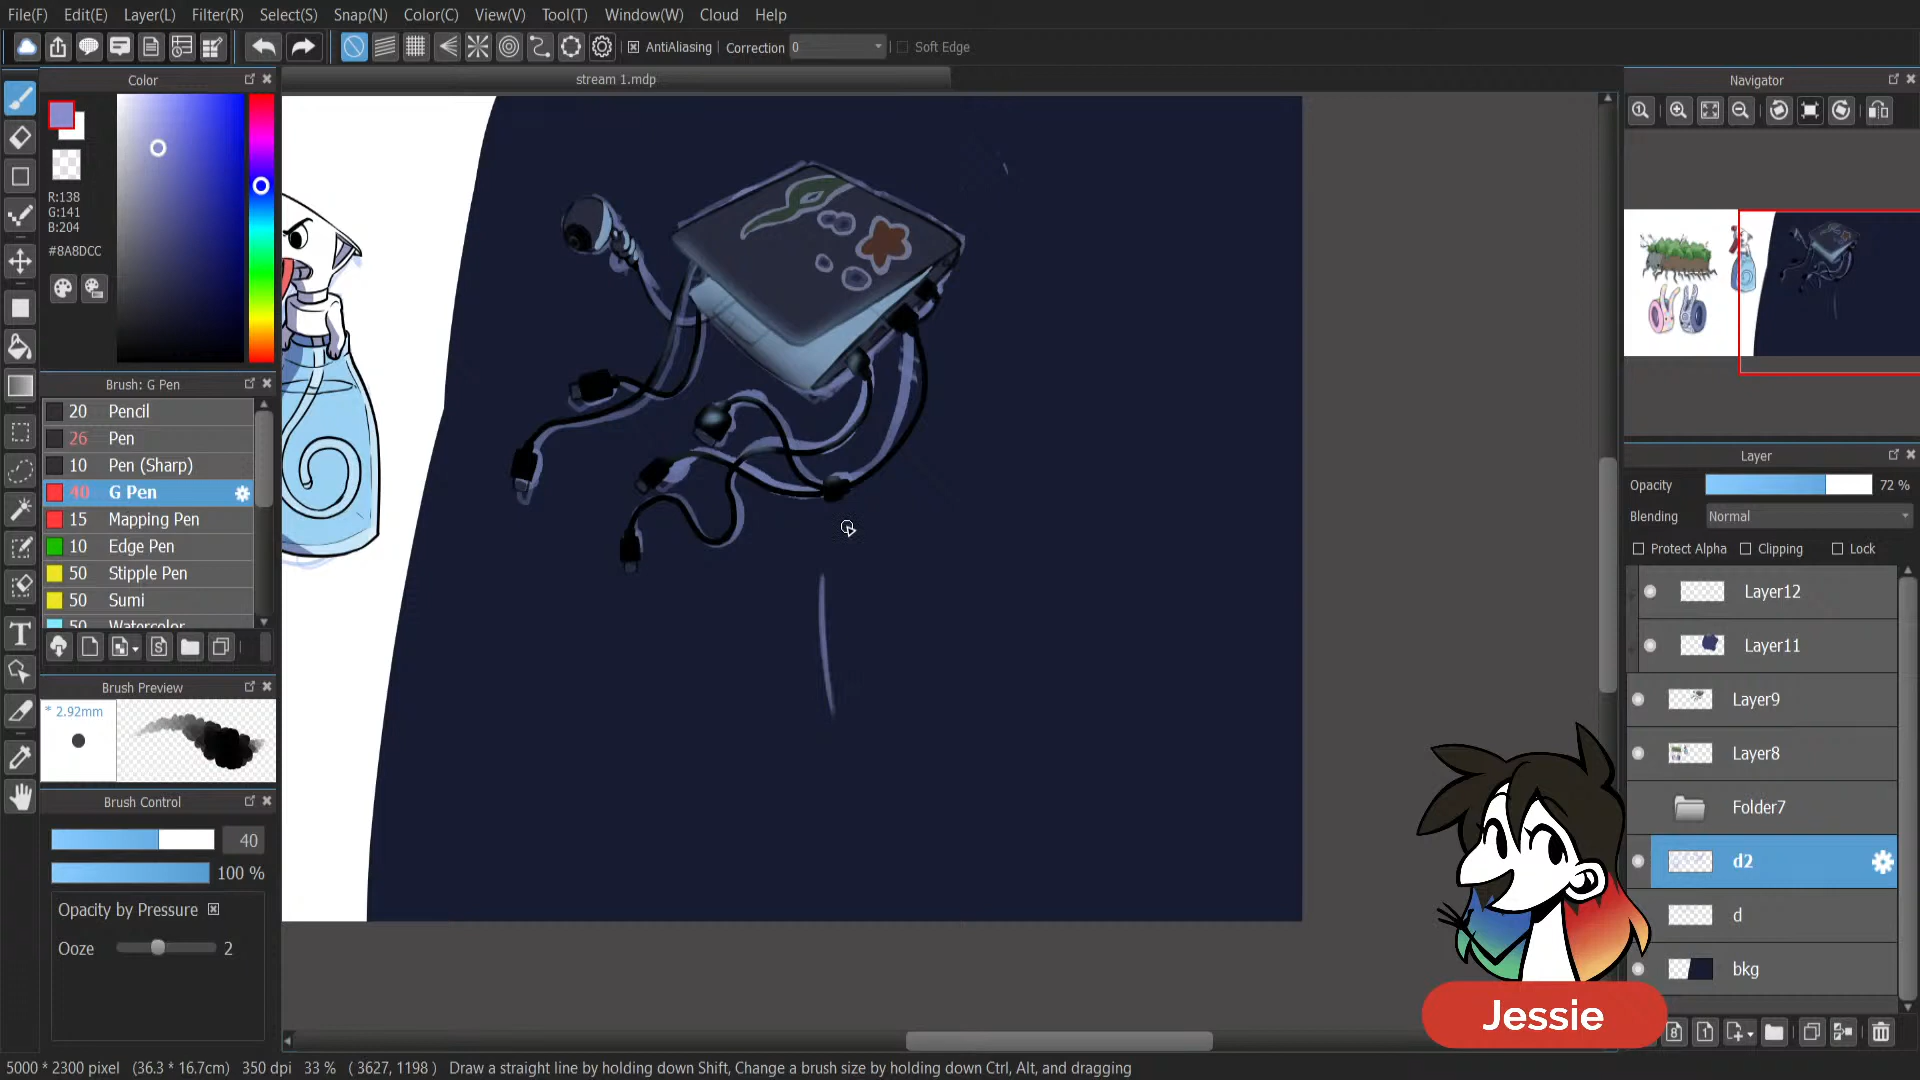 File(F) Edit(E) Layer(L) Filter(R) Select(S) Snap(N) Color(C) View(V) Tool(T) Window(W) Cloud Help
AntiAliasing Correction 0 Soft Edge
Color
stream 1.mdp
Navigator
R:138
G:141
B:204
#8A8DCC
Brush: G Pen
20 Pencil
26 Pen
10 Pen (Sharp)
40 G Pen
15 Mapping Pen
10 Edge Pen
50 Stipple Pen
50 Sumi
50 Watercolor
Brush Preview
* 2.92mm
Brush Control
40
100 %
Opacity by Pressure
Ooze 2
Layer
Opacity 72 %
Blending Normal
Protect Alpha Clipping Lock
Layer12
Layer11
Layer9
Layer8
Folder7
d2
d
bkg
Jessie
5000 * 2300 pixel (36.3 * 16.7cm) 350 dpi 33 % ( 3627, 1198 ) Draw a straight line by holding down Shift, Change a brush size by holding down Ctrl, Alt, and dragging